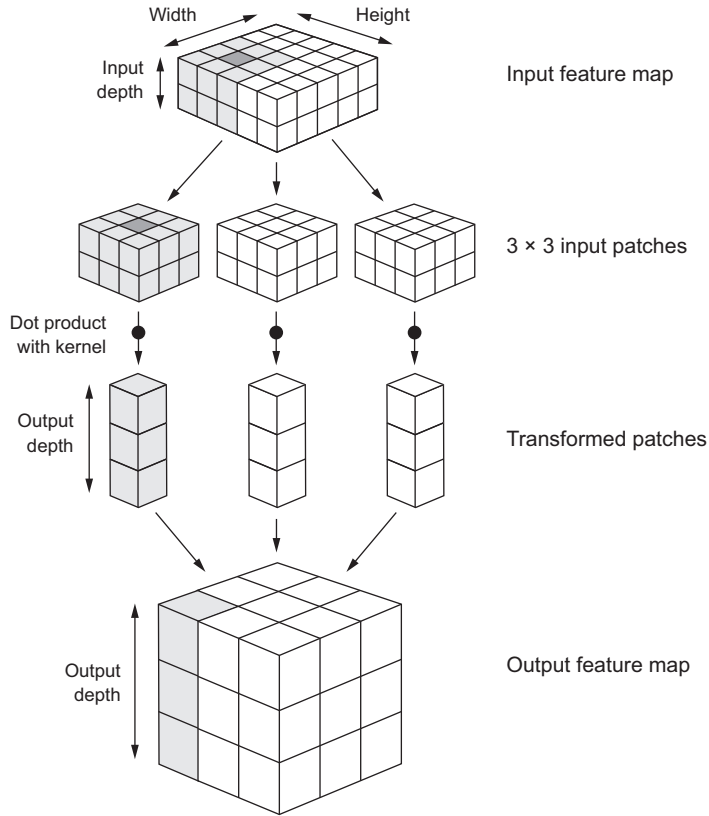 Width
Height
Input
depth
Input feature map
3 × 3 input patches
Dot product
with kernel
Output
depth
Transformed patches
Output
depth
Output feature map